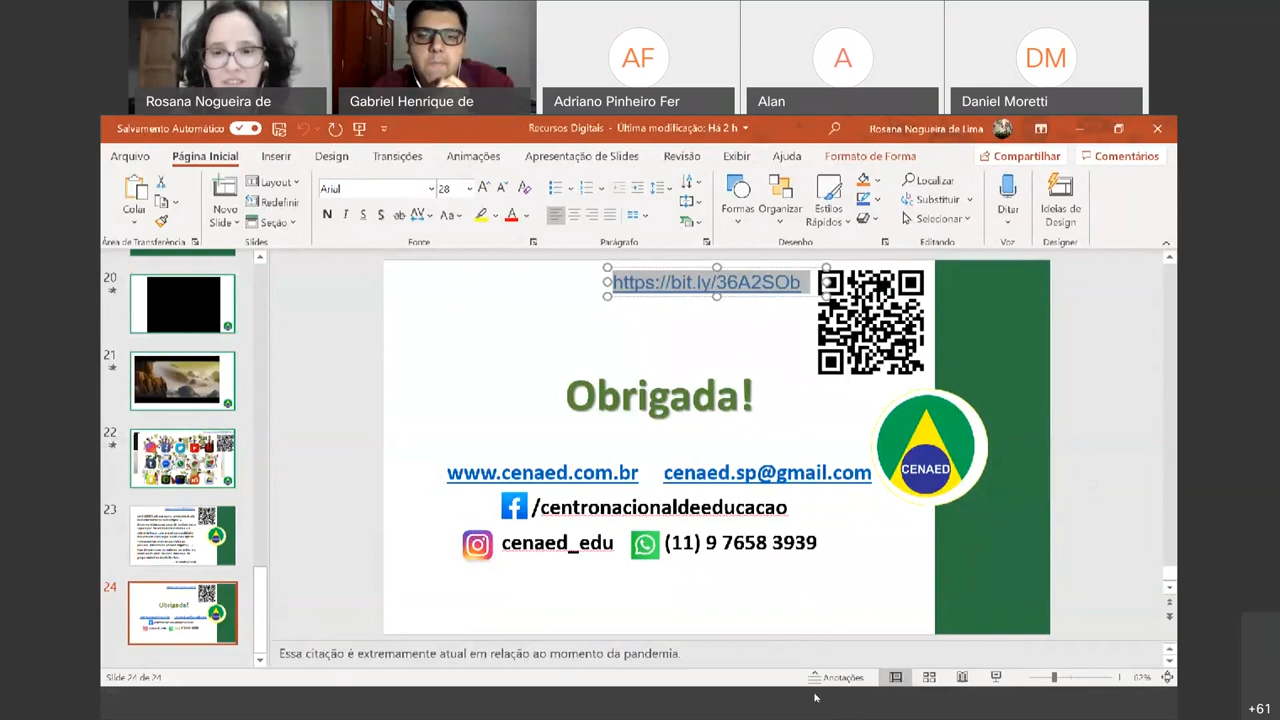 AF
A
DM
Rosana Nogueira de
Gabriel Henrique de
Adriano Pinheiro Fer
Alan
Daniel Moretti
Salvamento Automático
Recursos Digitais - Última modificação: Há 2 h
Rosana Nogueira de Lima
Arquivo
Página Inicial
Inserir
Design
Transições
Animações
Apresentação de Slides
Revisão
Exibir
Ajuda
Formato de Forma
Compartilhar
Comentários
Colar
Novo
Slide
Layout
Redefinir
Seção
Arial
28
Formas
Organizar
Estilos
Rápidos
Localizar
Substituir
Selecionar
Ditar
Ideias de
Design
Área de Transferência
Slides
Fonte
Parágrafo
Desenho
Editando
Voz
Designer
20
21
22
23
24
https://bit.ly/36A2SOb
Obrigada!
www.cenaed.com.br cenaed.sp@gmail.com
/centronacionaldeeducacao
cenaed_edu (11) 9 7658 3939
CENAED
Essa citação é extremamente atual em relação ao momento da pandemia.
Slide 24 de 24
Anotações
82%
+61